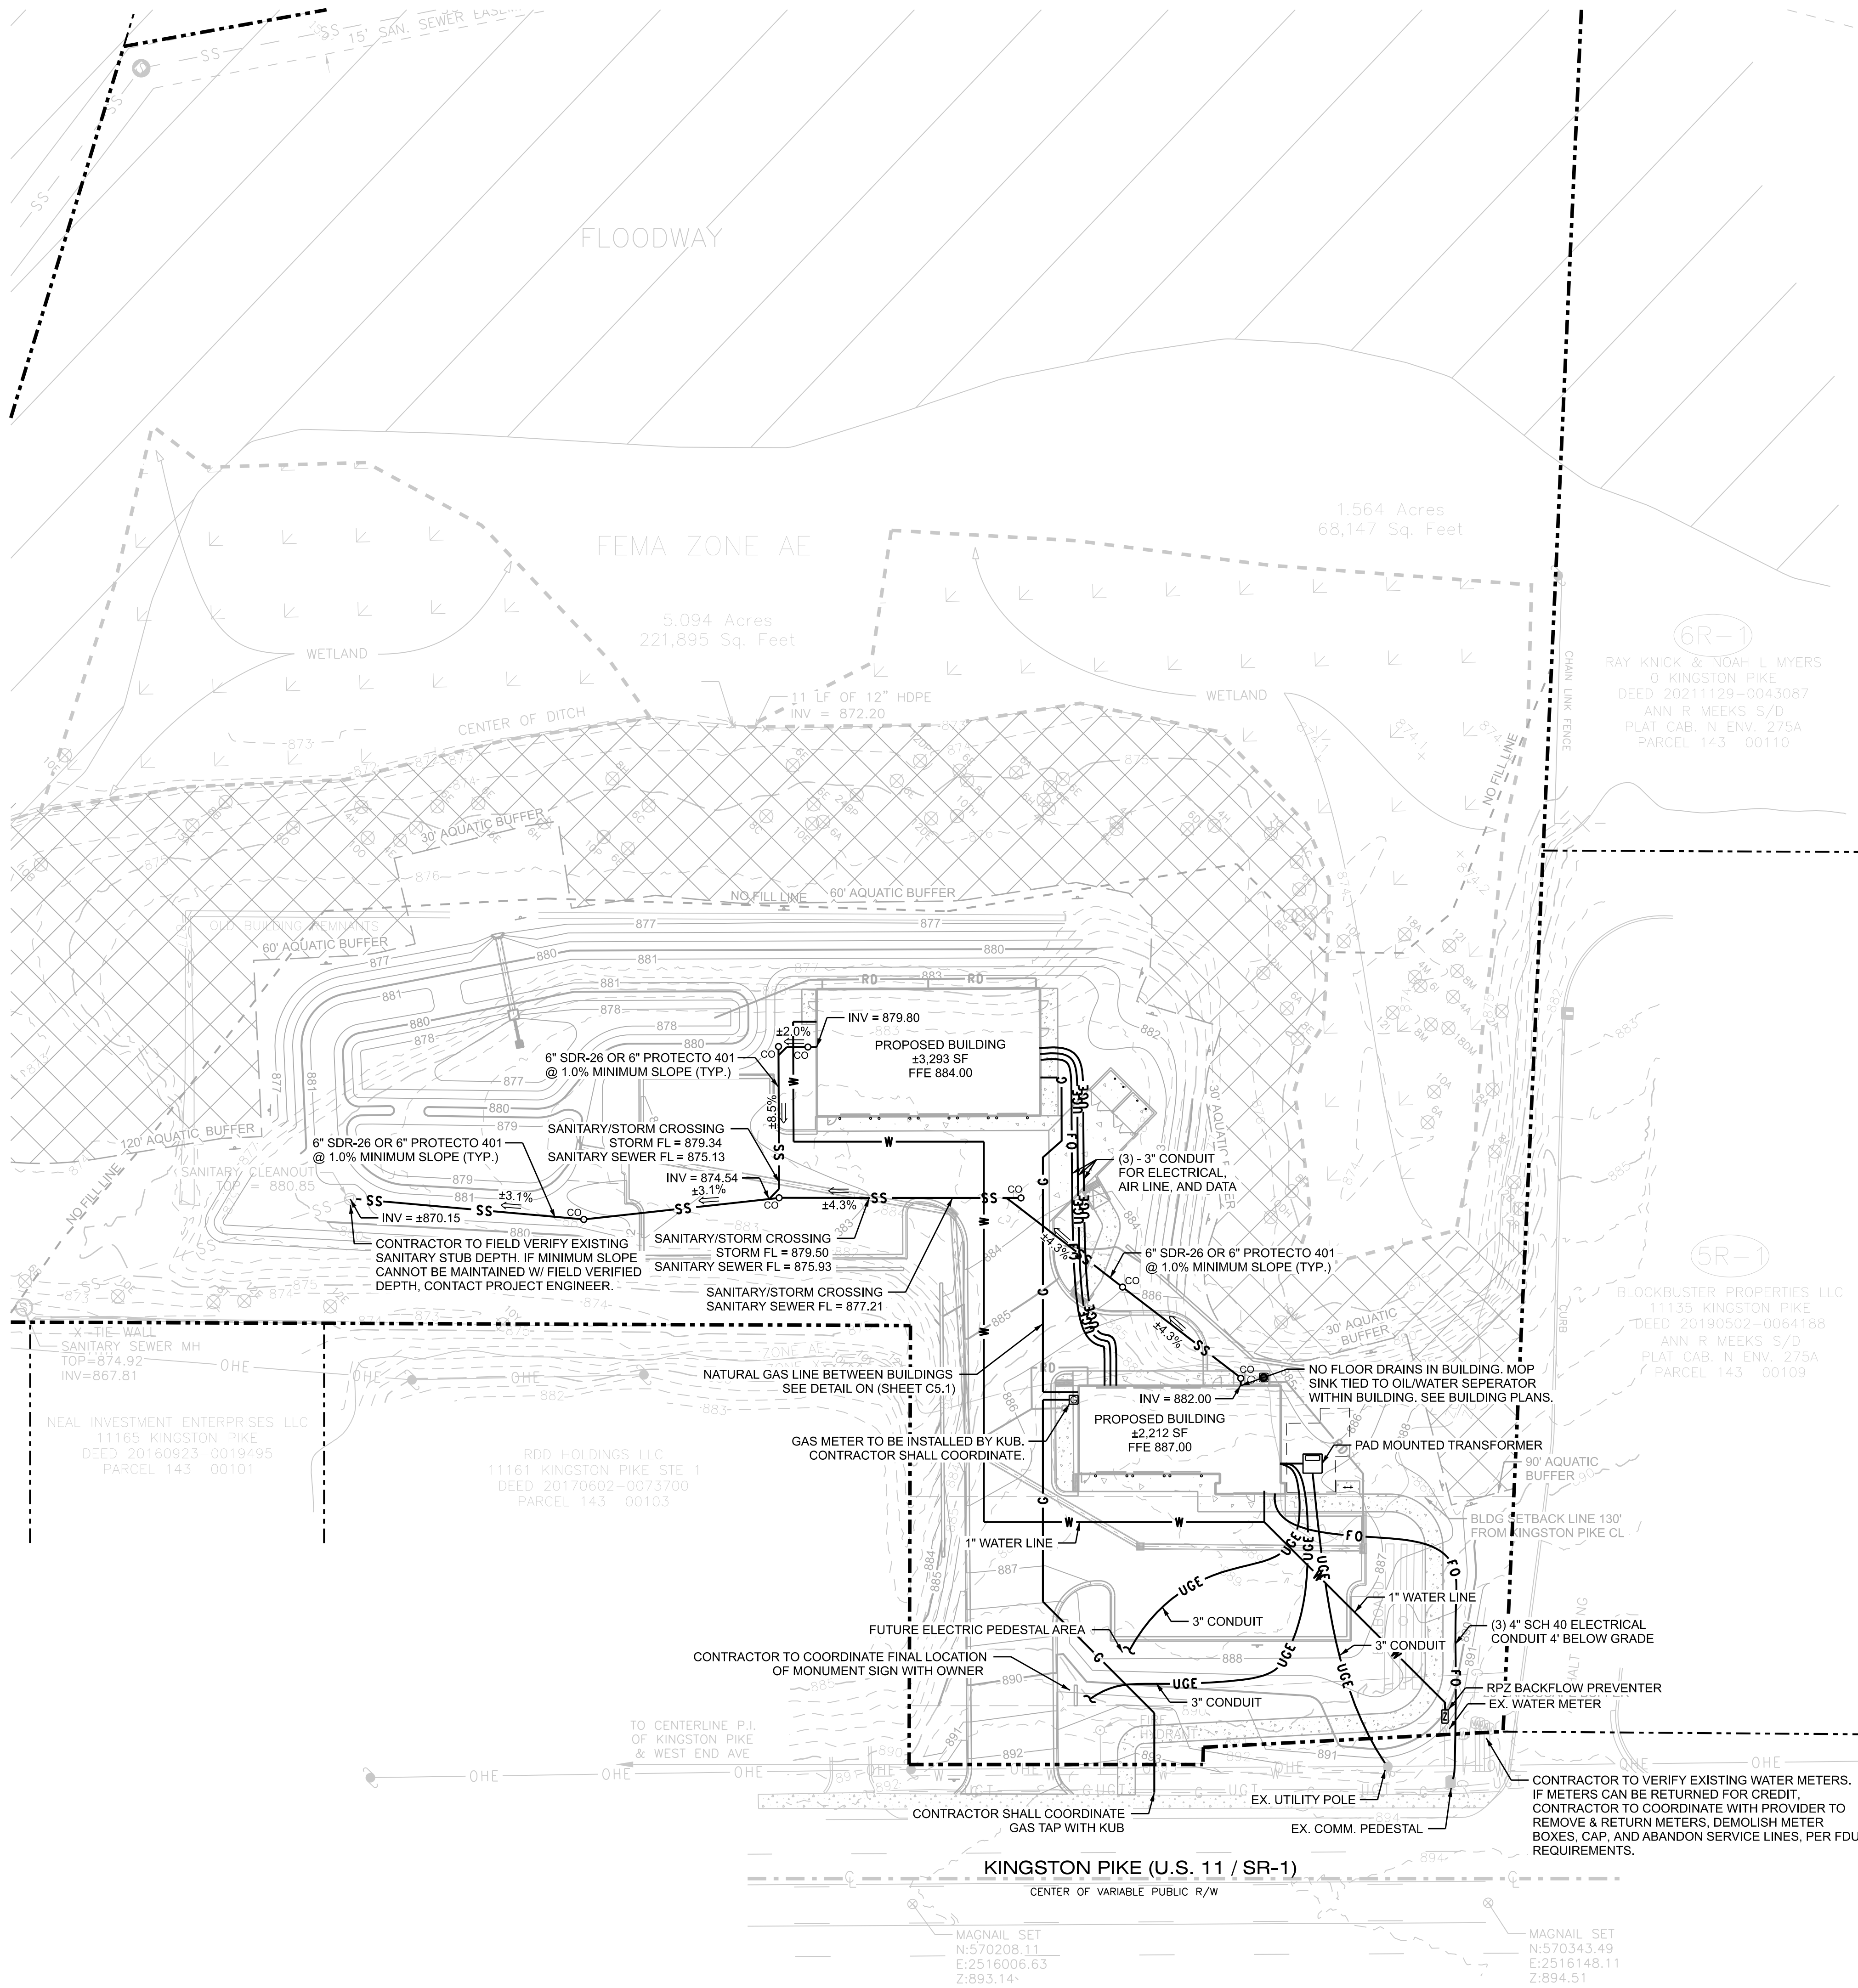 15' SAN. SEWER
SS
FLOODWAY
FEMA ZONE AE
1.564 Acres
68,147 Sq. Feet
5.094 Acres
221,895 Sq. Feet
WETLAND
WETLAND
6R-1
RAY KNICK & NOAH L MYERS
0 KINGSTON PIKE
DEED 20211129-0043087
ANN R MEEKS S/D
PLAT CAB. N ENV. 275A
PARCEL 143 00110
CHAIN LINK FENCE
11 LF OF 12" HDPE
INV = 872.20
CENTER OF DITCH
NO FILL LINE
30' AQUATIC BUFFER
NO FILL LINE
60' AQUATIC BUFFER
OLD BUILDING REMNANTS
60' AQUATIC BUFFER
877
877
880
881
RD
883
RD
INV = 879.80
±2.0%
CO
CO
PROPOSED BUILDING
±3,293 SF
FFE 884.00
6" SDR-26 OR 6" PROTECTO 401
@ 1.0% MINIMUM SLOPE (TYP.)
±8.5%
SANITARY/STORM CROSSING
STORM FL = 879.34
SANITARY SEWER FL = 875.13
120' AQUATIC BUFFER
6" SDR-26 OR 6" PROTECTO 401
@ 1.0% MINIMUM SLOPE (TYP.)
SANITARY CLEANOUT
TOP = 880.85
NO FILL LINE
(3) - 3" CONDUIT
FOR ELECTRICAL,
AIR LINE, AND DATA
INV = 874.54
±3.1%
±3.1%
±4.3%
CO
INV = ±870.15
CONTRACTOR TO FIELD VERIFY EXISTING
SANITARY STUB DEPTH. IF MINIMUM SLOPE
CANNOT BE MAINTAINED W/ FIELD VERIFIED
DEPTH, CONTACT PROJECT ENGINEER.
SANITARY/STORM CROSSING
STORM FL = 879.50
SANITARY SEWER FL = 875.93
SANITARY/STORM CROSSING
SANITARY SEWER FL = 877.21
±4.3%
6" SDR-26 OR 6" PROTECTO 401
@ 1.0% MINIMUM SLOPE (TYP.)
±4.3%
30' AQUATIC
BUFFER
5R-1
BLOCKBUSTER PROPERTIES LLC
11135 KINGSTON PIKE
DEED 20190502-0064188
ANN R MEEKS S/D
PLAT CAB. N ENV. 275A
PARCEL 143 00109
CURB
X-TIE WALL
SANITARY SEWER MH
TOP=874.92
INV=867.81
OHE
ZONE AE
NATURAL GAS LINE BETWEEN BUILDINGS
SEE DETAIL ON (SHEET C5.1)
NO FLOOR DRAINS IN BUILDING. MOP
SINK TIED TO OIL/WATER SEPERATOR
WITHIN BUILDING. SEE BUILDING PLANS.
INV = 882.00
PROPOSED BUILDING
±2,212 SF
FFE 887.00
NEAL INVESTMENT ENTERPRISES LLC
11165 KINGSTON PIKE
DEED 20160923-0019495
PARCEL 143 00101
RDD HOLDINGS LLC
11161 KINGSTON PIKE STE 1
DEED 20170602-0073700
PARCEL 143 00103
GAS METER TO BE INSTALLED BY KUB.
CONTRACTOR SHALL COORDINATE.
PAD MOUNTED TRANSFORMER
90' AQUATIC
BUFFER
BLDG SETBACK LINE 130'
FROM KINGSTON PIKE CL
1" WATER LINE
FO
UGE
1" WATER LINE
3" CONDUIT
FUTURE ELECTRIC PEDESTAL AREA
(3) 4" SCH 40 ELECTRICAL
CONDUIT 4' BELOW GRADE
3" CONDUIT
CONTRACTOR TO COORDINATE FINAL LOCATION
OF MONUMENT SIGN WITH OWNER
3" CONDUIT
RPZ BACKFLOW PREVENTER
EX. WATER METER
TO CENTERLINE P.I.
OF KINGSTON PIKE
& WEST END AVE
OHE
OHE
OHE
EX. UTILITY POLE
CONTRACTOR SHALL COORDINATE
GAS TAP WITH KUB
EX. COMM. PEDESTAL
CONTRACTOR TO VERIFY EXISTING WATER METERS.
IF METERS CAN BE RETURNED FOR CREDIT,
CONTRACTOR TO COORDINATE WITH PROVIDER TO
REMOVE & RETURN METERS, DEMOLISH METER
BOXES, CAP, AND ABANDON SERVICE LINES, PER FDU
REQUIREMENTS.
KINGSTON PIKE (U.S. 11 / SR-1)
CENTER OF VARIABLE PUBLIC R/W
MAGNAIL SET
N:570208.11
E:2516006.63
Z:893.14
MAGNAIL SET
N:570343.49
E:2516148.11
Z:894.51